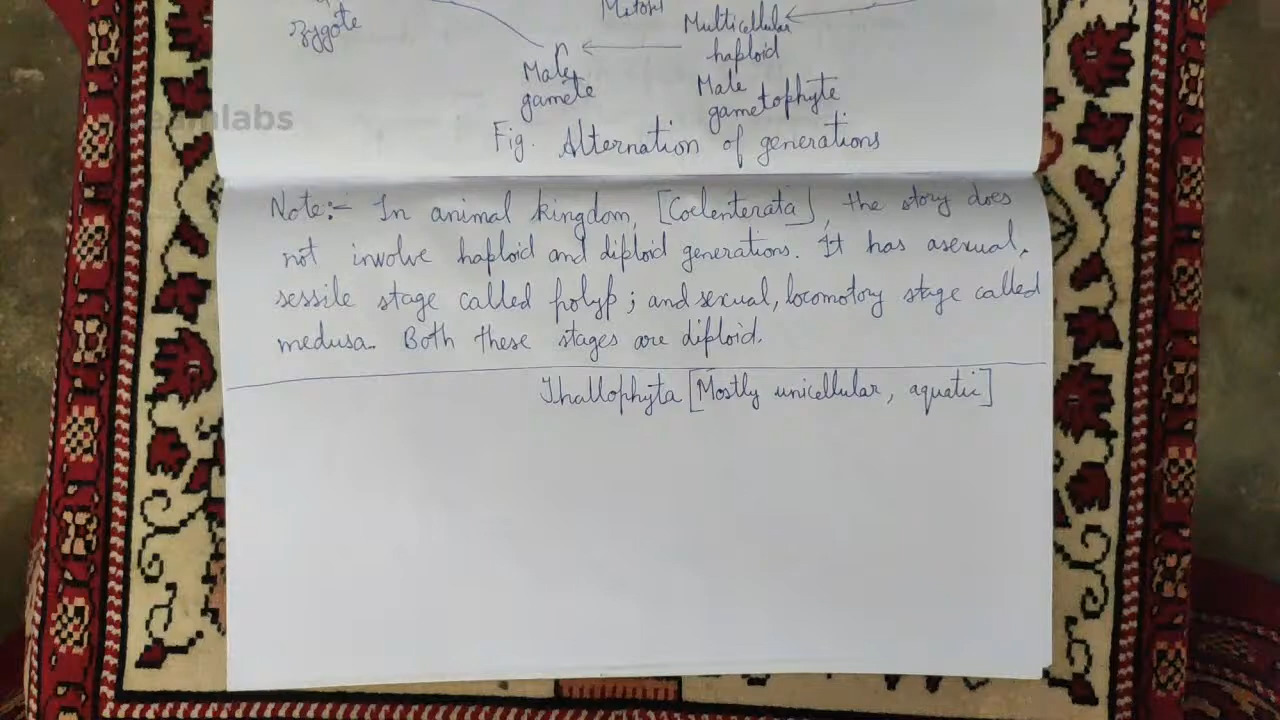 zygote
Mitosis
Multicellular
haploid
Male
gametophyte
n
Male
gamete
labs
Fig. Alternation of generations
Note:- In animal kingdom, [Coelenterata], the story does
not involve haploid and diploid generations. It has asexual,
sessile stage called polyp; and sexual, locomotory stage called
medusa. Both these stages are diploid.
Thallophyta [Mostly unicellular, aquatic]